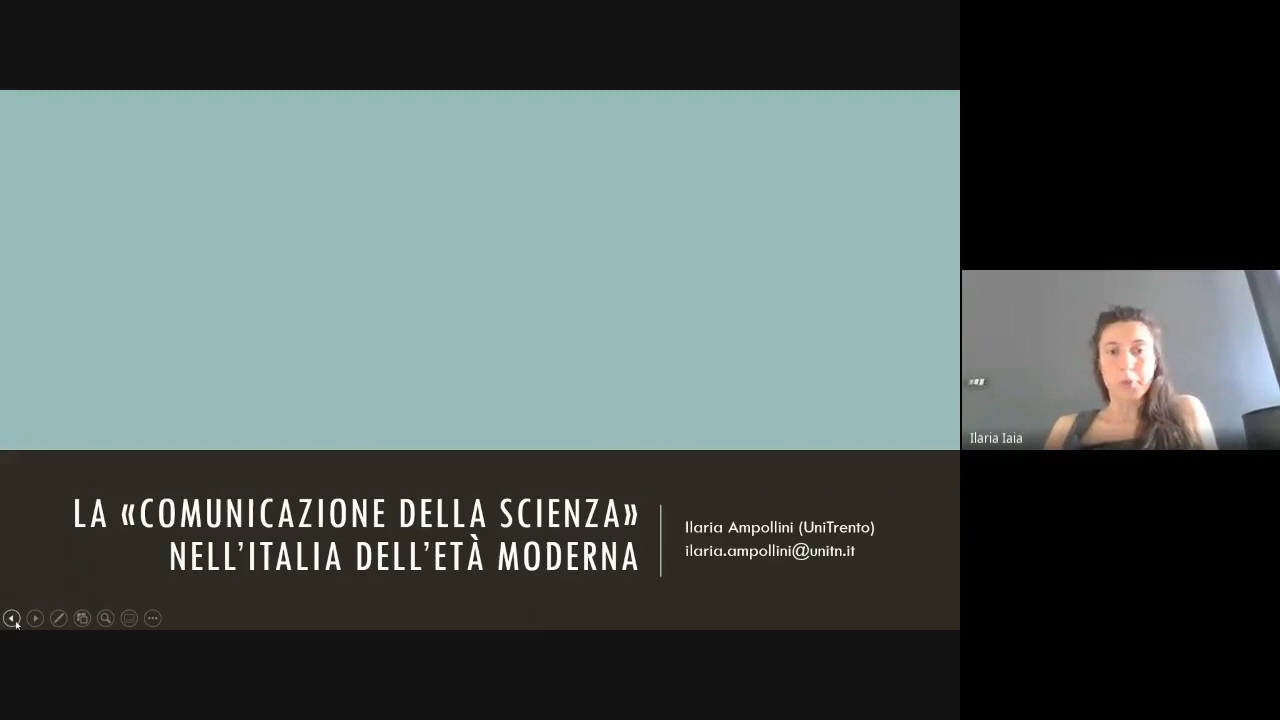 LA «COMUNICAZIONE DELLA SCIENZA»
NELL'ITALIA DELL'ETÀ MODERNA
Ilaria Ampollini (UniTrento)
ilaria.ampollini@unitn.it
Ilaria Iaia